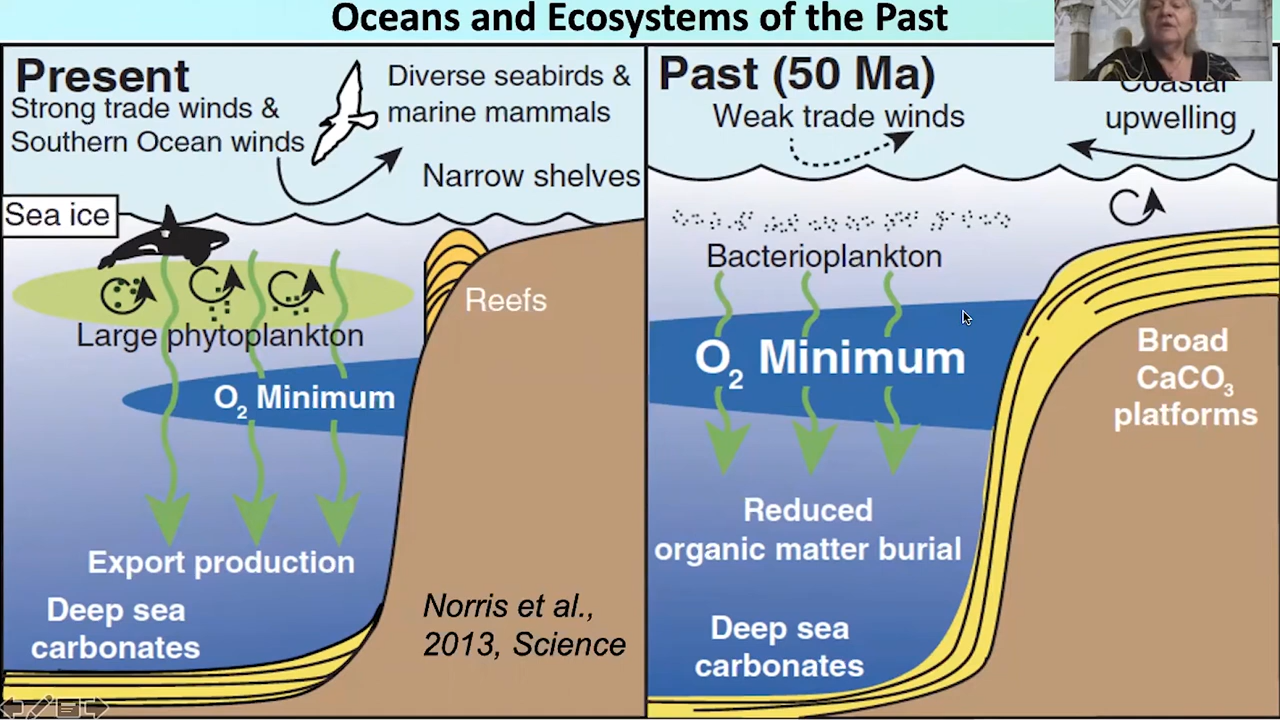 Oceans and Ecosystems of the Past
Present
Strong trade winds &
Southern Ocean winds
Diverse seabirds &
marine mammals
Narrow shelves
Sea ice
Large phytoplankton
Reefs
O₂ Minimum
Export production
Deep sea
carbonates
Norris et al.,
2013, Science
Past (50 Ma)
Weak trade winds
Coastal
upwelling
Bacterioplankton
O₂ Minimum
Broad
CaCO₃
platforms
Reduced
organic matter burial
Deep sea
carbonates